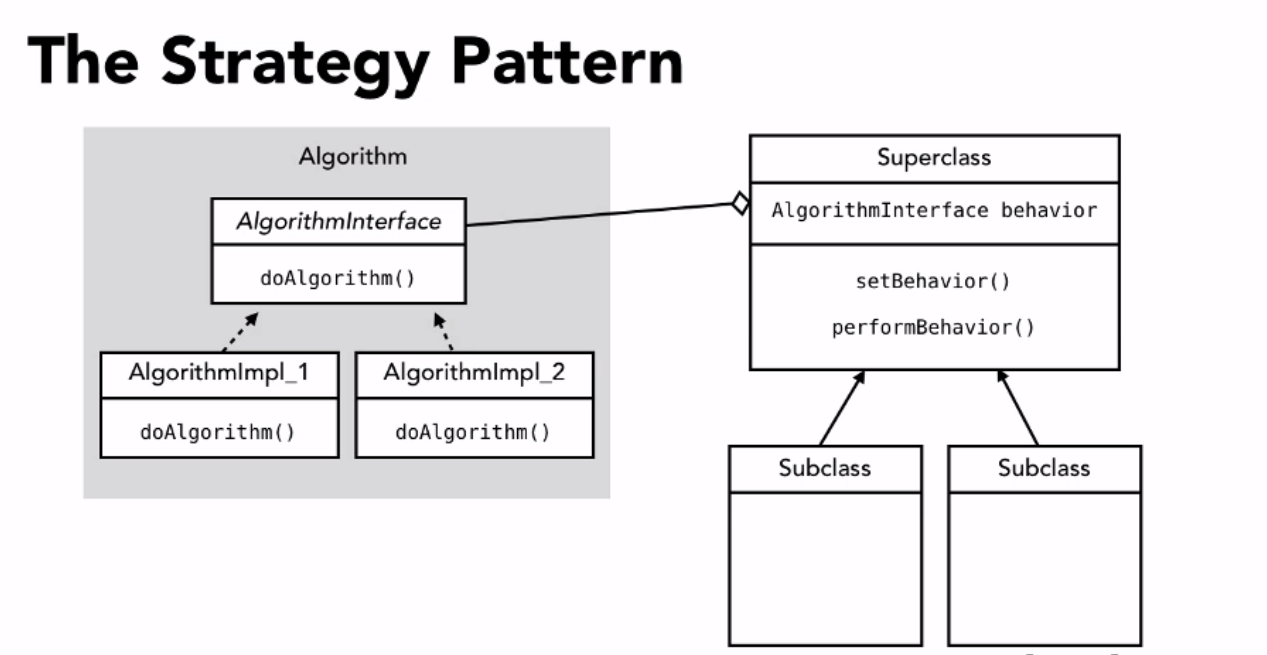 The Strategy Pattern
Algorithm
AlgorithmInterface
doAlgorithm()
AlgorithmImpl_1
doAlgorithm()
AlgorithmImpl_2
doAlgorithm()
Superclass
AlgorithmInterface behavior
setBehavior()
performBehavior()
Subclass
Subclass